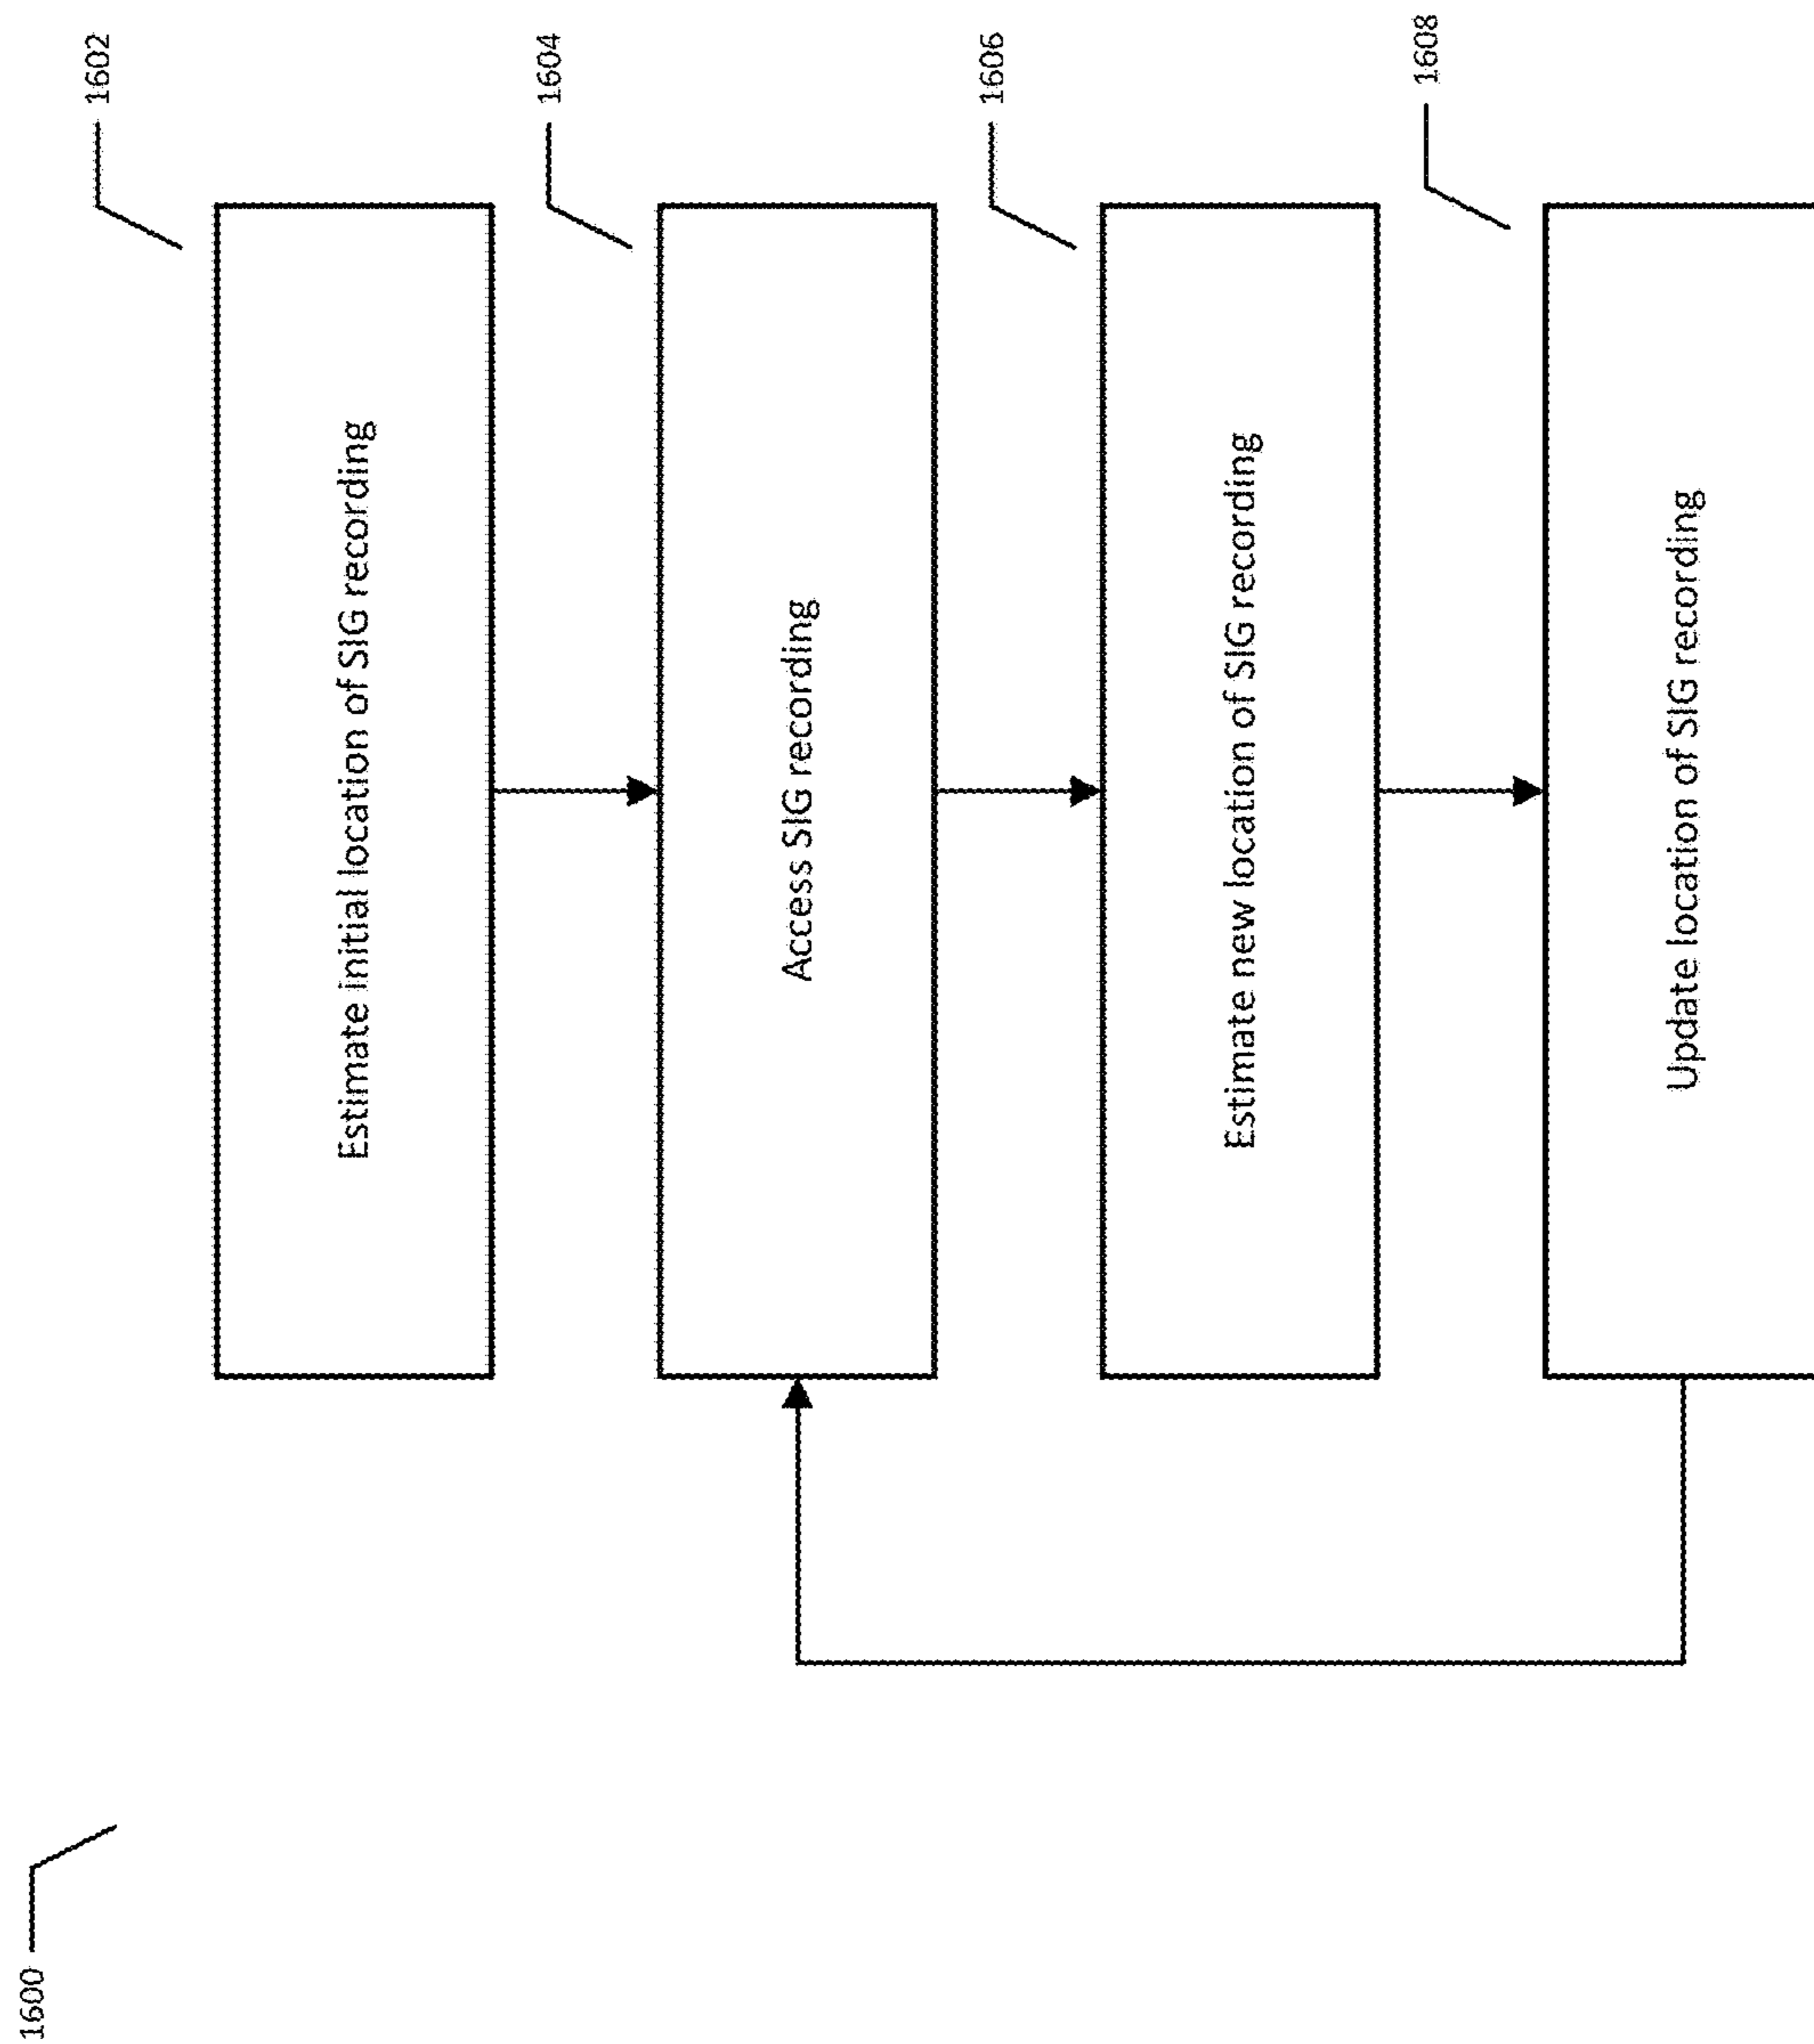 1600
1602
Estimate initial location of SIG recording
1604
Access SIG recording
1606
Estimate new location of SIG recording
1608
Update location of SIG recording